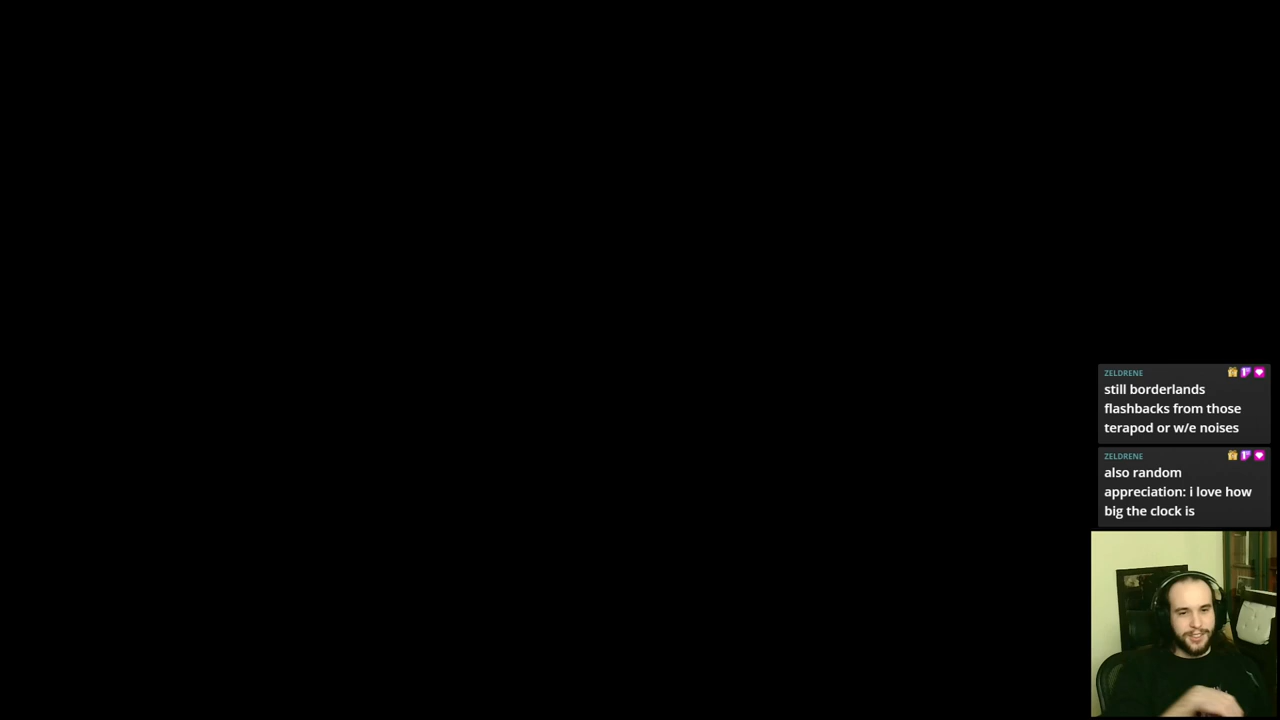 ZELDRENE
still borderlands
flashbacks from those
terapod or w/e noises
ZELDRENE
also random
appreciation: i love how
big the clock is